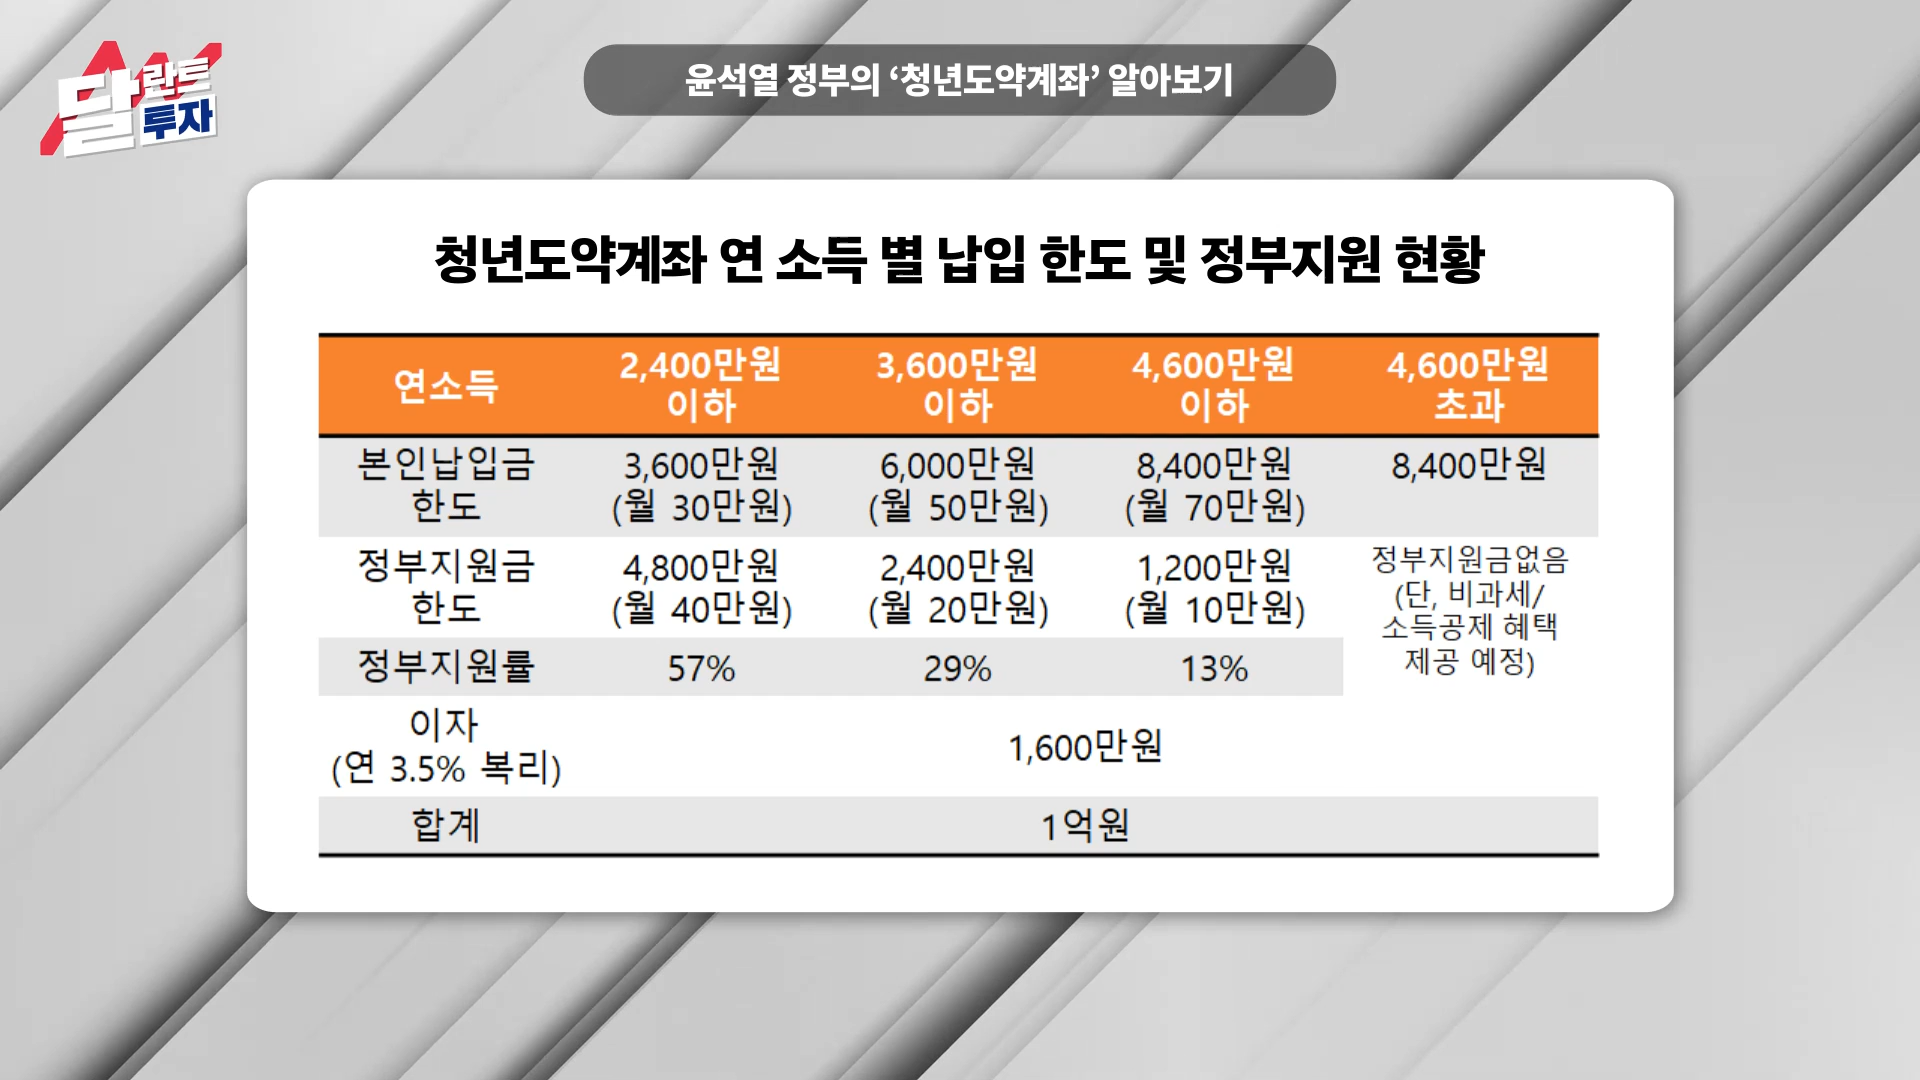 달란트
투자
윤석열 정부의 ‘청년도약계좌’ 알아보기
청년도약계좌 연 소득 별 납입 한도 및 정부지원 현황
연소득 2,400만원 이하 3,600만원 이하 4,600만원 이하 4,600만원 초과
본인납입금 한도 3,600만원 (월 30만원) 6,000만원 (월 50만원) 8,400만원 (월 70만원) 8,400만원
정부지원금 한도 4,800만원 (월 40만원) 2,400만원 (월 20만원) 1,200만원 (월 10만원) 정부지원금없음 (단, 비과세/ 소득공제 혜택 제공 예정)
정부지원률 57% 29% 13%
이자 (연 3.5% 복리) 1,600만원
합계 1억원